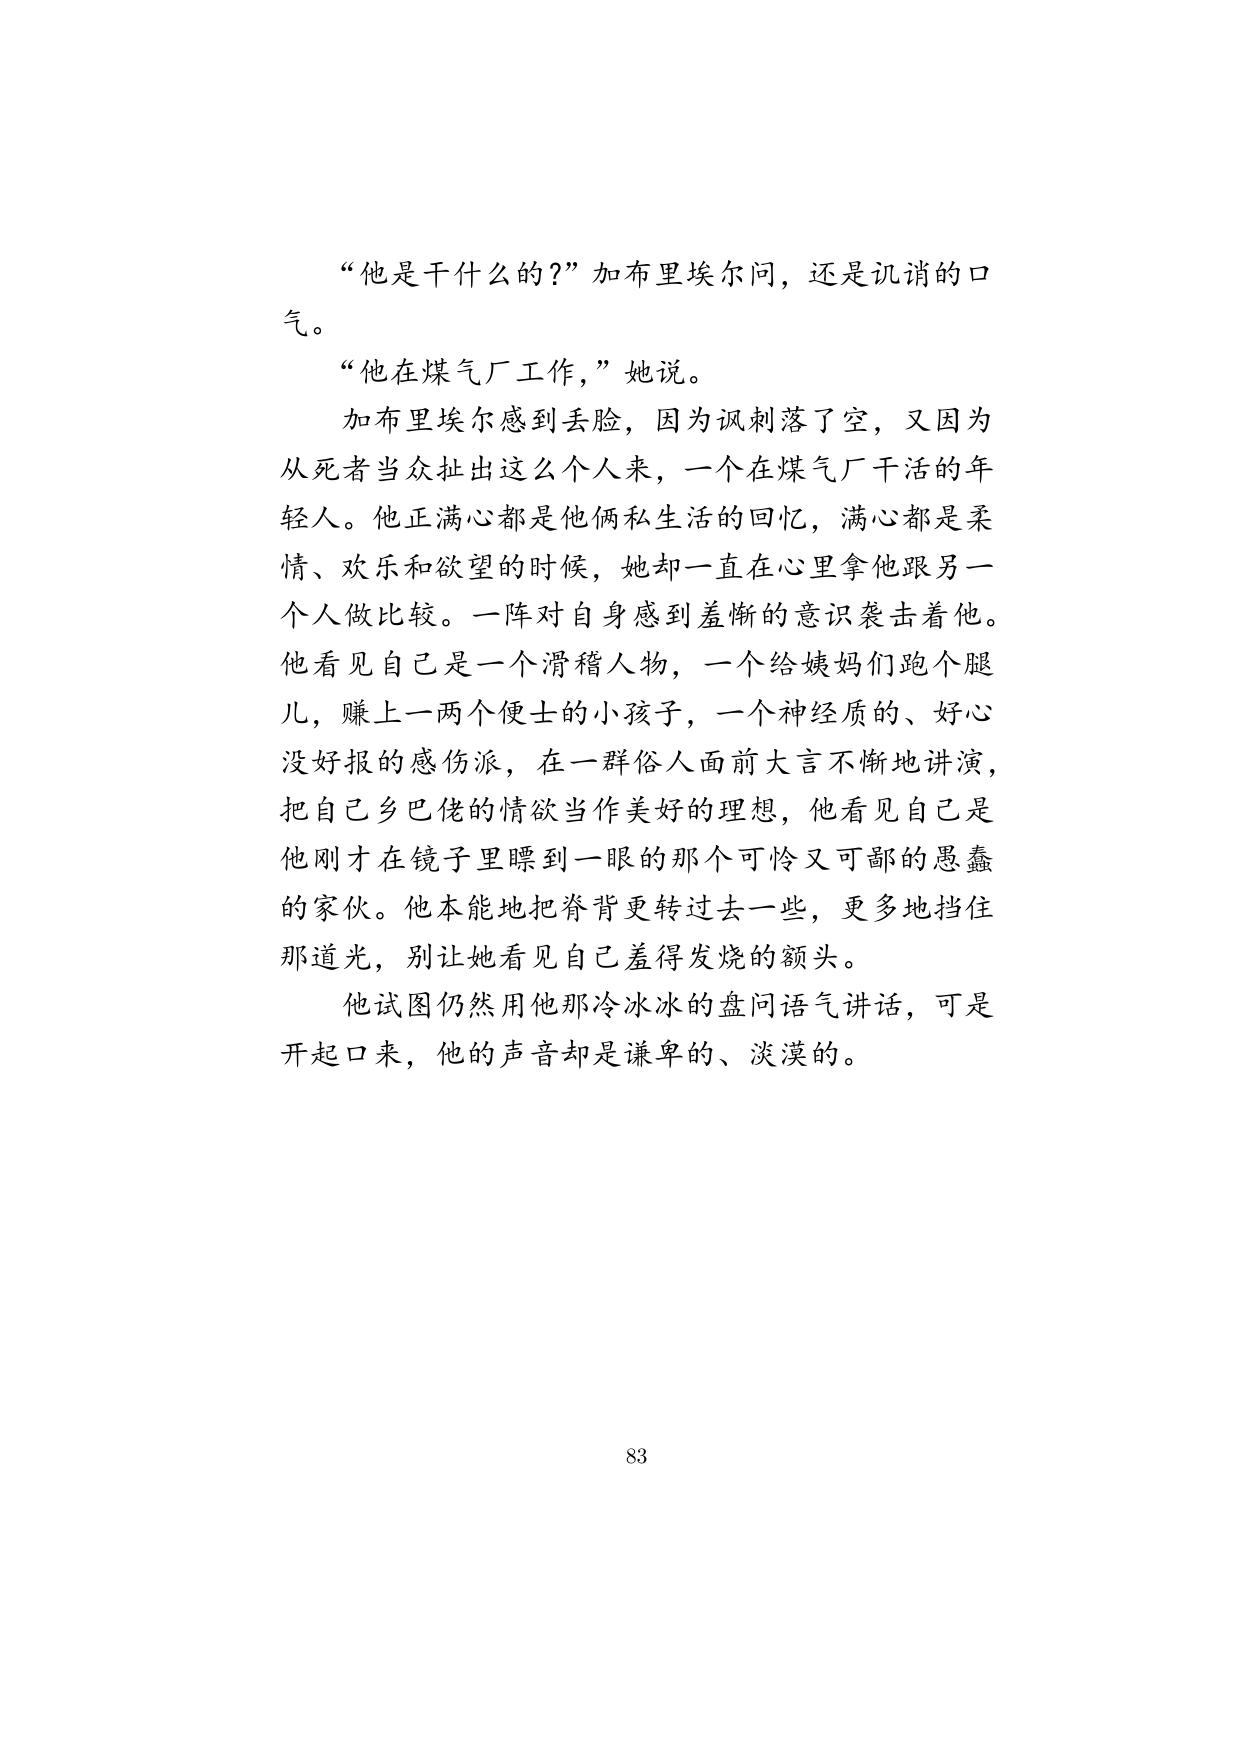 “他是干什么的?”加布里埃尔问，还是讥诮的口
气。
“他在煤气厂工作，”她说。
加布里埃尔感到丢脸，因为讽刺落了空，又因为
从死者当众扯出这么个人来，一个在煤气厂干活的年
轻人。他正满心都是他俩私生活的回忆，满心都是柔
情、欢乐和欲望的时候，她却一直在心里拿他跟另一
个人做比较。一阵对自身感到羞惭的意识袭击着他。
他看见自己是一个滑稽人物，一个给姨妈们跑个腿
儿，赚上一两个便士的小孩子，一个神经质的、好心
没好报的感伤派，在一群俗人面前大言不惭地讲演，
把自己乡巴佬的情欲当作美好的理想，他看见自己是
他刚才在镜子里瞟到一眼的那个可怜又可鄙的愚蠢
的家伙。他本能地把脊背更转过去一些，更多地挡住
那道光，别让她看见自己羞得发烧的额头。
他试图仍然用他那冷冰冰的盘问语气讲话，可是
开起口来，他的声音却是谦卑的、淡漠的。
83